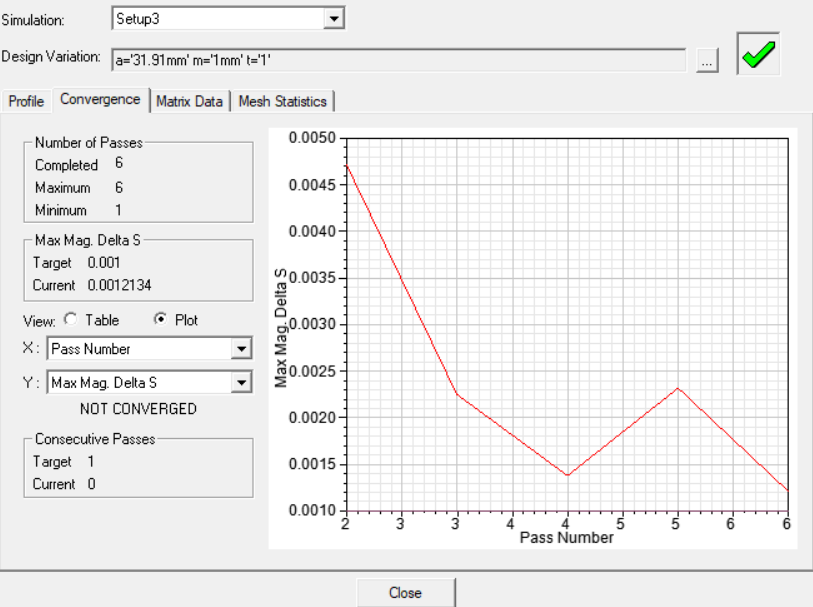 Simulation: Setup3
Design Variation: a='31.91mm' m='1mm' t='1' ...
Profile Convergence Matrix Data Mesh Statistics
Number of Passes
Completed 6
Maximum 6
Minimum 1
Max Mag. Delta S
Target 0.001
Current 0.0012134
View: Table Plot
X: Pass Number
Y: Max Mag. Delta S
NOT CONVERGED
Consecutive Passes
Target 1
Current 0
0.0050
0.0045
0.0040
0.0035
0.0030
0.0025
0.0020
0.0015
0.0010
Max Mag. Delta S
2 3 3 4 4 5 5 6 6
Pass Number
Close